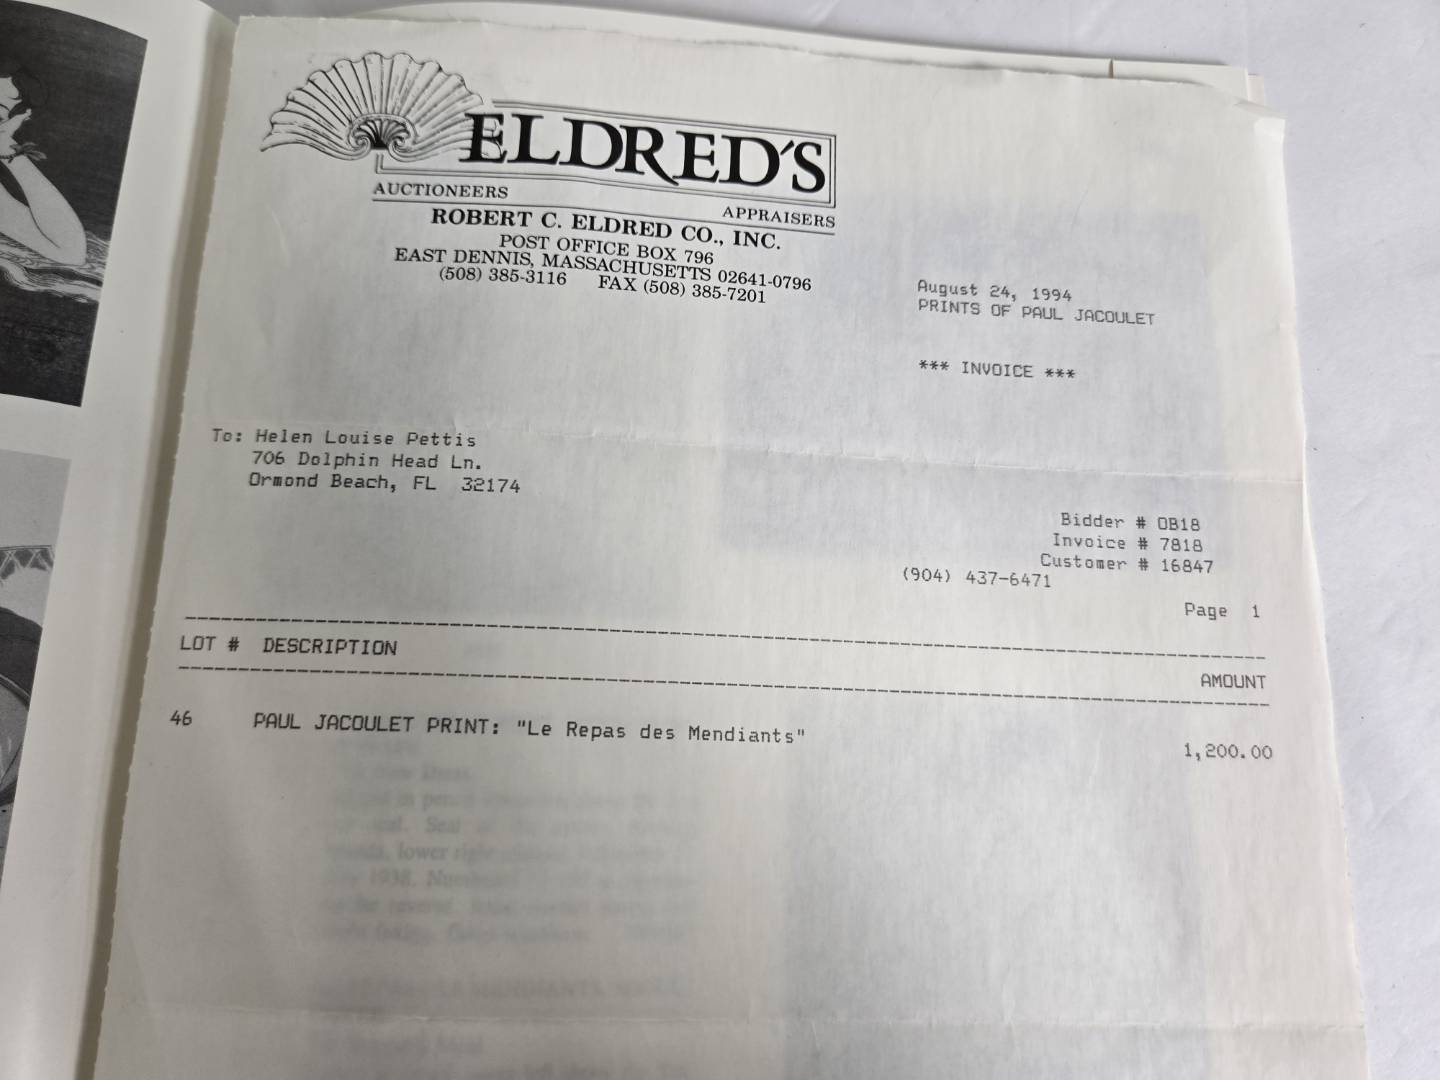 ELDRED'S
AUCTIONEERS
APPRAISERS
ROBERT C. ELDRED CO., INC.
POST OFFICE BOX 796
EAST DENNIS, MASSACHUSETTS 02641-0796
(508) 385-3116 FAX (508) 385-7201
August 24, 1994
PRINTS OF PAUL JACOULET
*** INVOICE ***
To: Helen Louise Pettis
706 Dolphin Head Ln.
Ormond Beach, FL 32174
Bidder # OB18
Invoice # 7818
Customer # 16847
(904) 437-6471
Page 1
LOT # DESCRIPTION AMOUNT
46 PAUL JACOULET PRINT: "Le Repas des Mendiants" 1,200.00